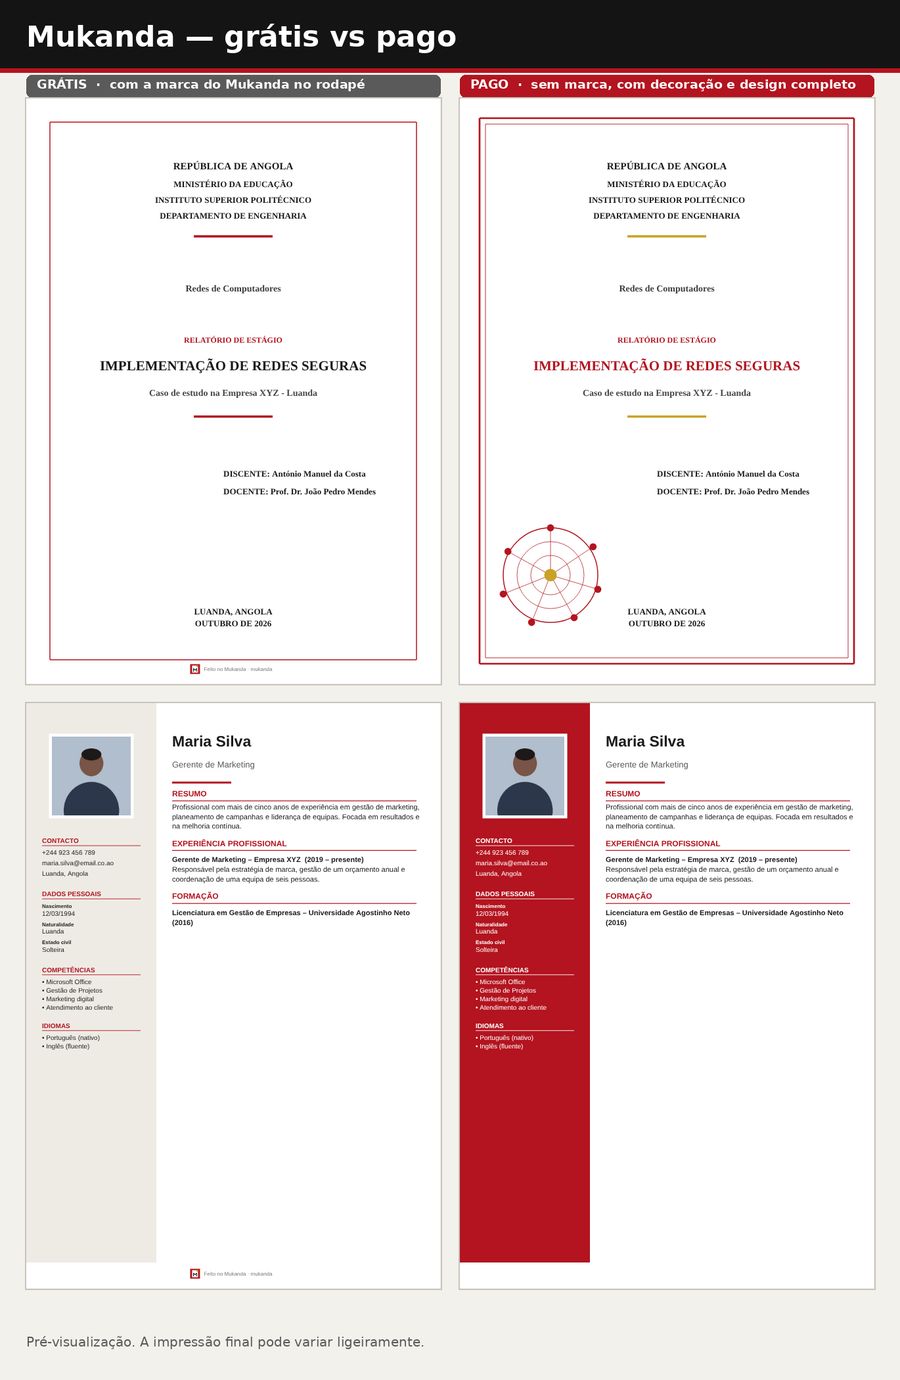 Mukanda — grátis vs pago
GRÁTIS · com a marca do Mukanda no rodapé
REPÚBLICA DE ANGOLA
MINISTÉRIO DA EDUCAÇÃO
INSTITUTO SUPERIOR POLITÉCNICO
DEPARTAMENTO DE ENGENHARIA
Redes de Computadores
RELATÓRIO DE ESTÁGIO
IMPLEMENTAÇÃO DE REDES SEGURAS
Caso de estudo na Empresa XYZ - Luanda
DISCENTE: António Manuel da Costa
DOCENTE: Prof. Dr. João Pedro Mendes
LUANDA, ANGOLA
OUTUBRO DE 2026
M Feito no Mukanda · mukanda
PAGO · sem marca, com decoração e design completo
REPÚBLICA DE ANGOLA
MINISTÉRIO DA EDUCAÇÃO
INSTITUTO SUPERIOR POLITÉCNICO
DEPARTAMENTO DE ENGENHARIA
Redes de Computadores
RELATÓRIO DE ESTÁGIO
IMPLEMENTAÇÃO DE REDES SEGURAS
Caso de estudo na Empresa XYZ - Luanda
DISCENTE: António Manuel da Costa
DOCENTE: Prof. Dr. João Pedro Mendes
LUANDA, ANGOLA
OUTUBRO DE 2026
CONTACTO
+244 923 456 789
maria.silva@email.co.ao
Luanda, Angola
DADOS PESSOAIS
Nascimento
12/03/1994
Naturalidade
Luanda
Estado civil
Solteira
COMPETÊNCIAS
• Microsoft Office
• Gestão de Projetos
• Marketing digital
• Atendimento ao cliente
IDIOMAS
• Português (nativo)
• Inglês (fluente)
Maria Silva
Gerente de Marketing
RESUMO
Profissional com mais de cinco anos de experiência em gestão de marketing,
planeamento de campanhas e liderança de equipas. Focada em resultados e
na melhoria contínua.
EXPERIÊNCIA PROFISSIONAL
Gerente de Marketing – Empresa XYZ (2019 – presente)
Responsável pela estratégia de marca, gestão de um orçamento anual e
coordenação de uma equipa de seis pessoas.
FORMAÇÃO
Licenciatura em Gestão de Empresas – Universidade Agostinho Neto
(2016)
M Feito no Mukanda · mukanda
CONTACTO
+244 923 456 789
maria.silva@email.co.ao
Luanda, Angola
DADOS PESSOAIS
Nascimento
12/03/1994
Naturalidade
Luanda
Estado civil
Solteira
COMPETÊNCIAS
• Microsoft Office
• Gestão de Projetos
• Marketing digital
• Atendimento ao cliente
IDIOMAS
• Português (nativo)
• Inglês (fluente)
Maria Silva
Gerente de Marketing
RESUMO
Profissional com mais de cinco anos de experiência em gestão de marketing,
planeamento de campanhas e liderança de equipas. Focada em resultados e
na melhoria contínua.
EXPERIÊNCIA PROFISSIONAL
Gerente de Marketing – Empresa XYZ (2019 – presente)
Responsável pela estratégia de marca, gestão de um orçamento anual e
coordenação de uma equipa de seis pessoas.
FORMAÇÃO
Licenciatura em Gestão de Empresas – Universidade Agostinho Neto
(2016)
Pré-visualização. A impressão final pode variar ligeiramente.